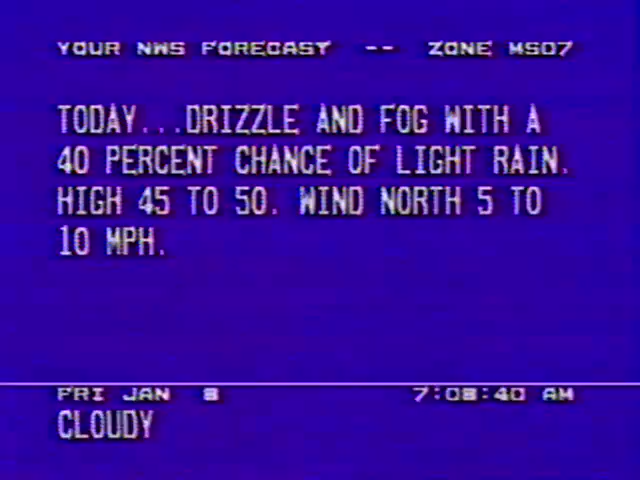 YOUR NWS FORECAST -- ZONE MS07
TODAY...DRIZZLE AND FOG WITH A
40 PERCENT CHANCE OF LIGHT RAIN.
HIGH 45 TO 50. WIND NORTH 5 TO
10 MPH.
FRI JAN 8 7:08:40 AM
CLOUDY